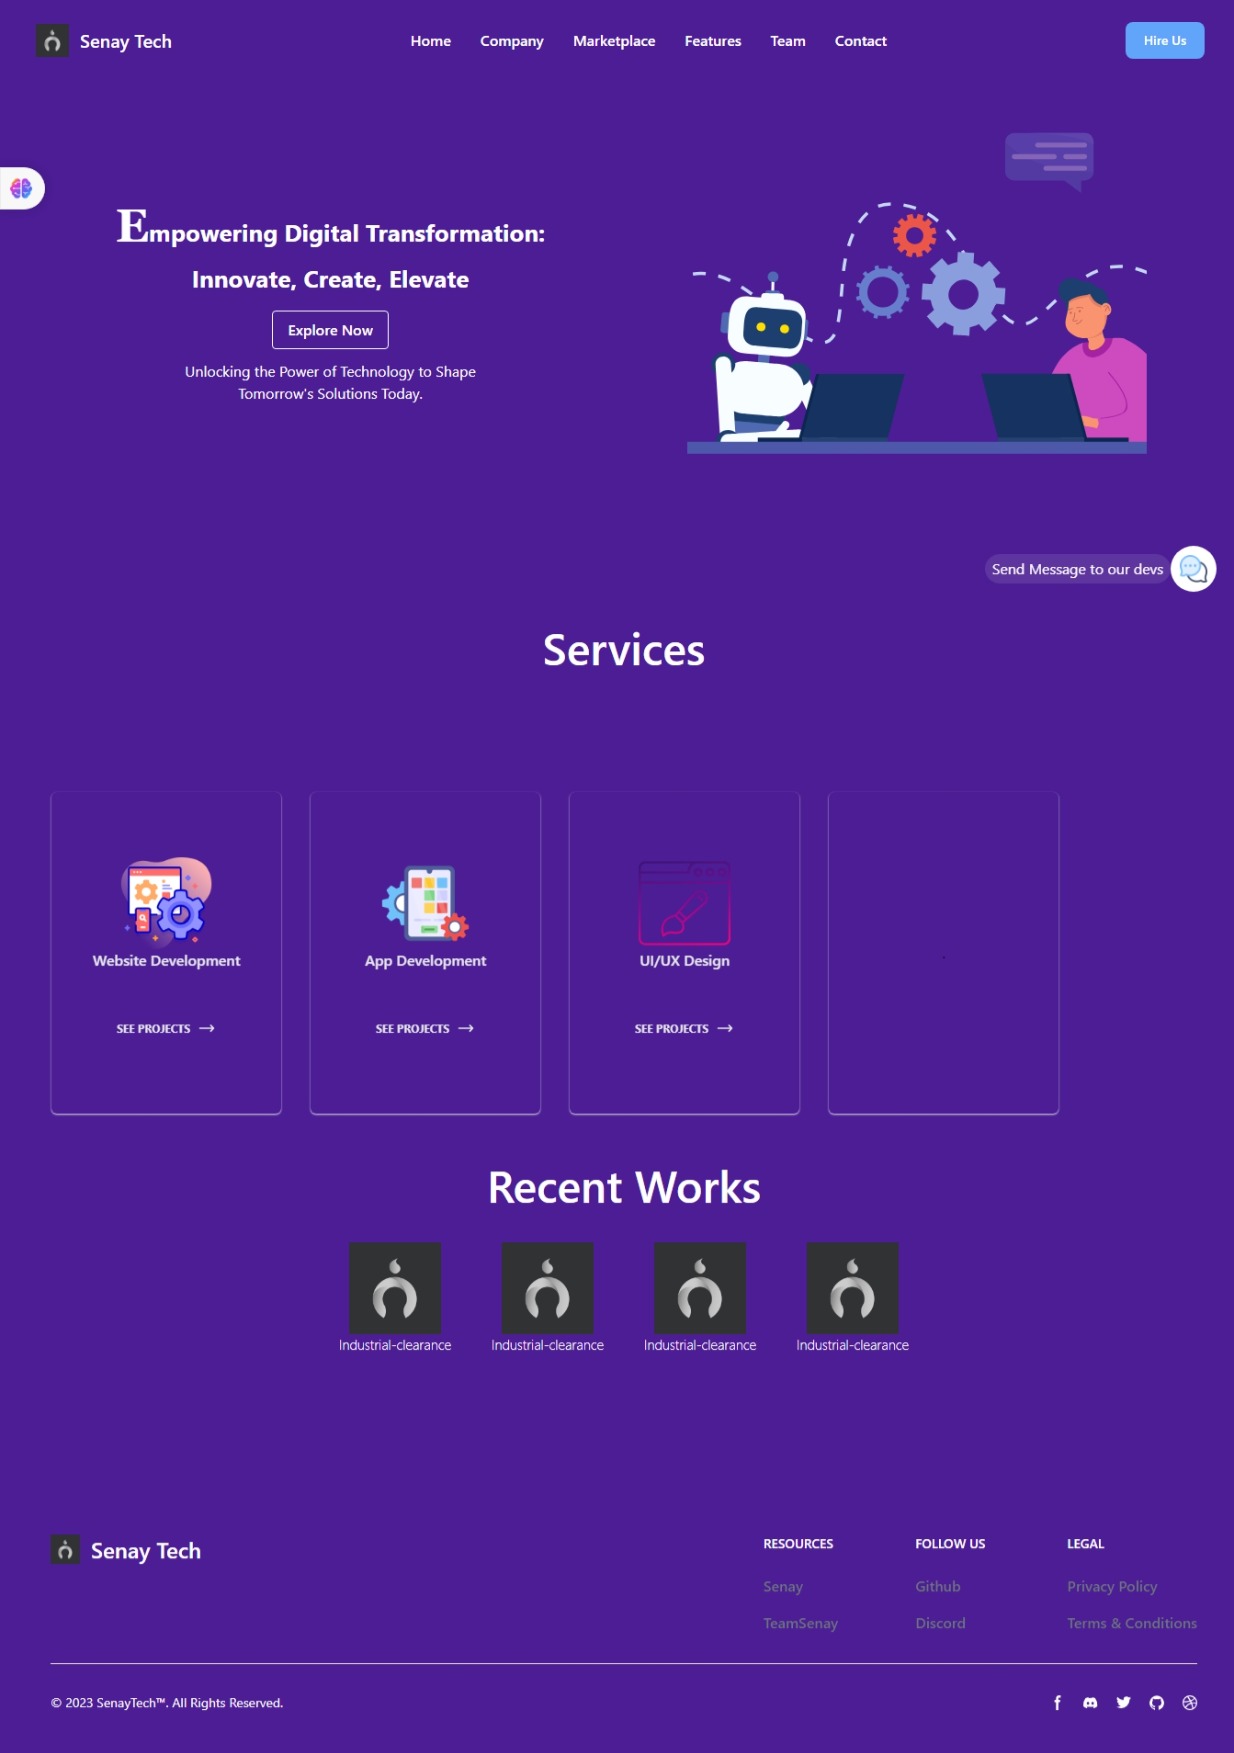 Senay Tech
Home Company Marketplace Features Team Contact
Hire Us
Empowering Digital Transformation:
Innovate, Create, Elevate
Explore Now
Unlocking the Power of Technology to Shape
Tomorrow's Solutions Today.
Send Message to our devs
Services
Website Development
SEE PROJECTS
App Development
SEE PROJECTS
UI/UX Design
SEE PROJECTS
Recent Works
Industrial-clearance
Industrial-clearance
Industrial-clearance
Industrial-clearance
Senay Tech
RESOURCES
Senay
TeamSenay
FOLLOW US
Github
Discord
LEGAL
Privacy Policy
Terms & Conditions
© 2023 SenayTech™. All Rights Reserved.